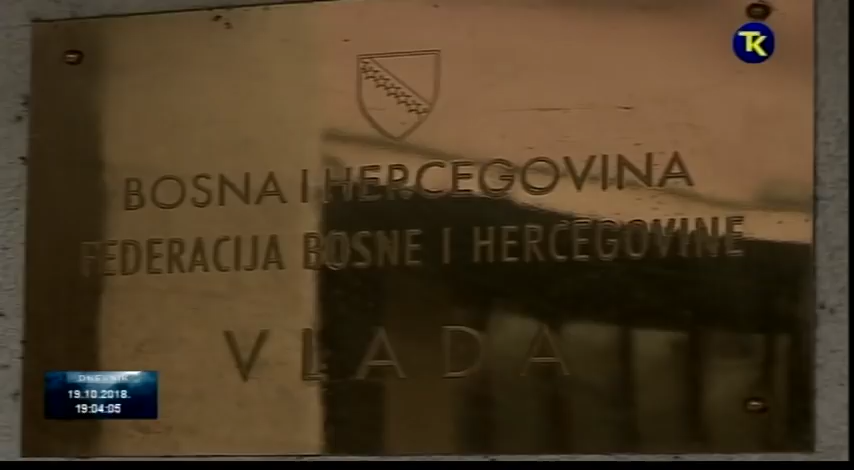 TK
BOSNA I HERCEGOVINA
FEDERACIJA BOSNE I HERCEGOVINE
VLADA
DNEVNIK
19.10.2018.
19:04:05